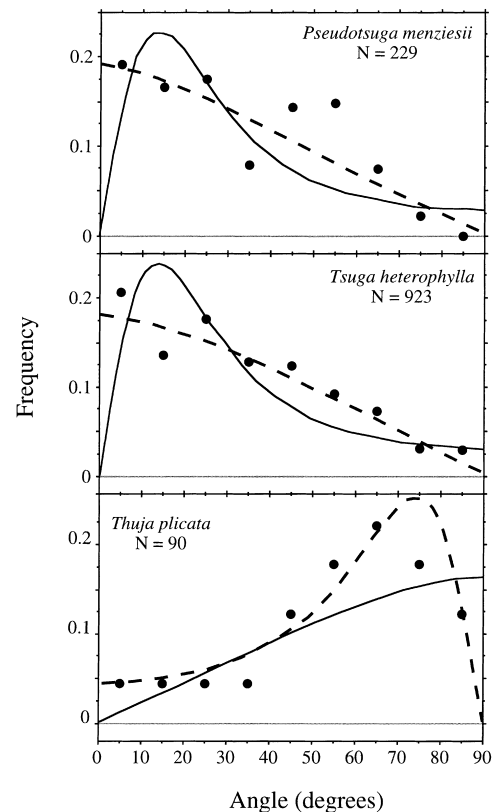 Pseudotsuga menziesii
N = 229
0.2
0.1
0
Tsuga heterophylla
N = 923
0.2
0.1
0
Frequency
Thuja plicata
N = 90
0.2
0.1
0
0 10 20 30 40 50 60 70 80 90
Angle (degrees)